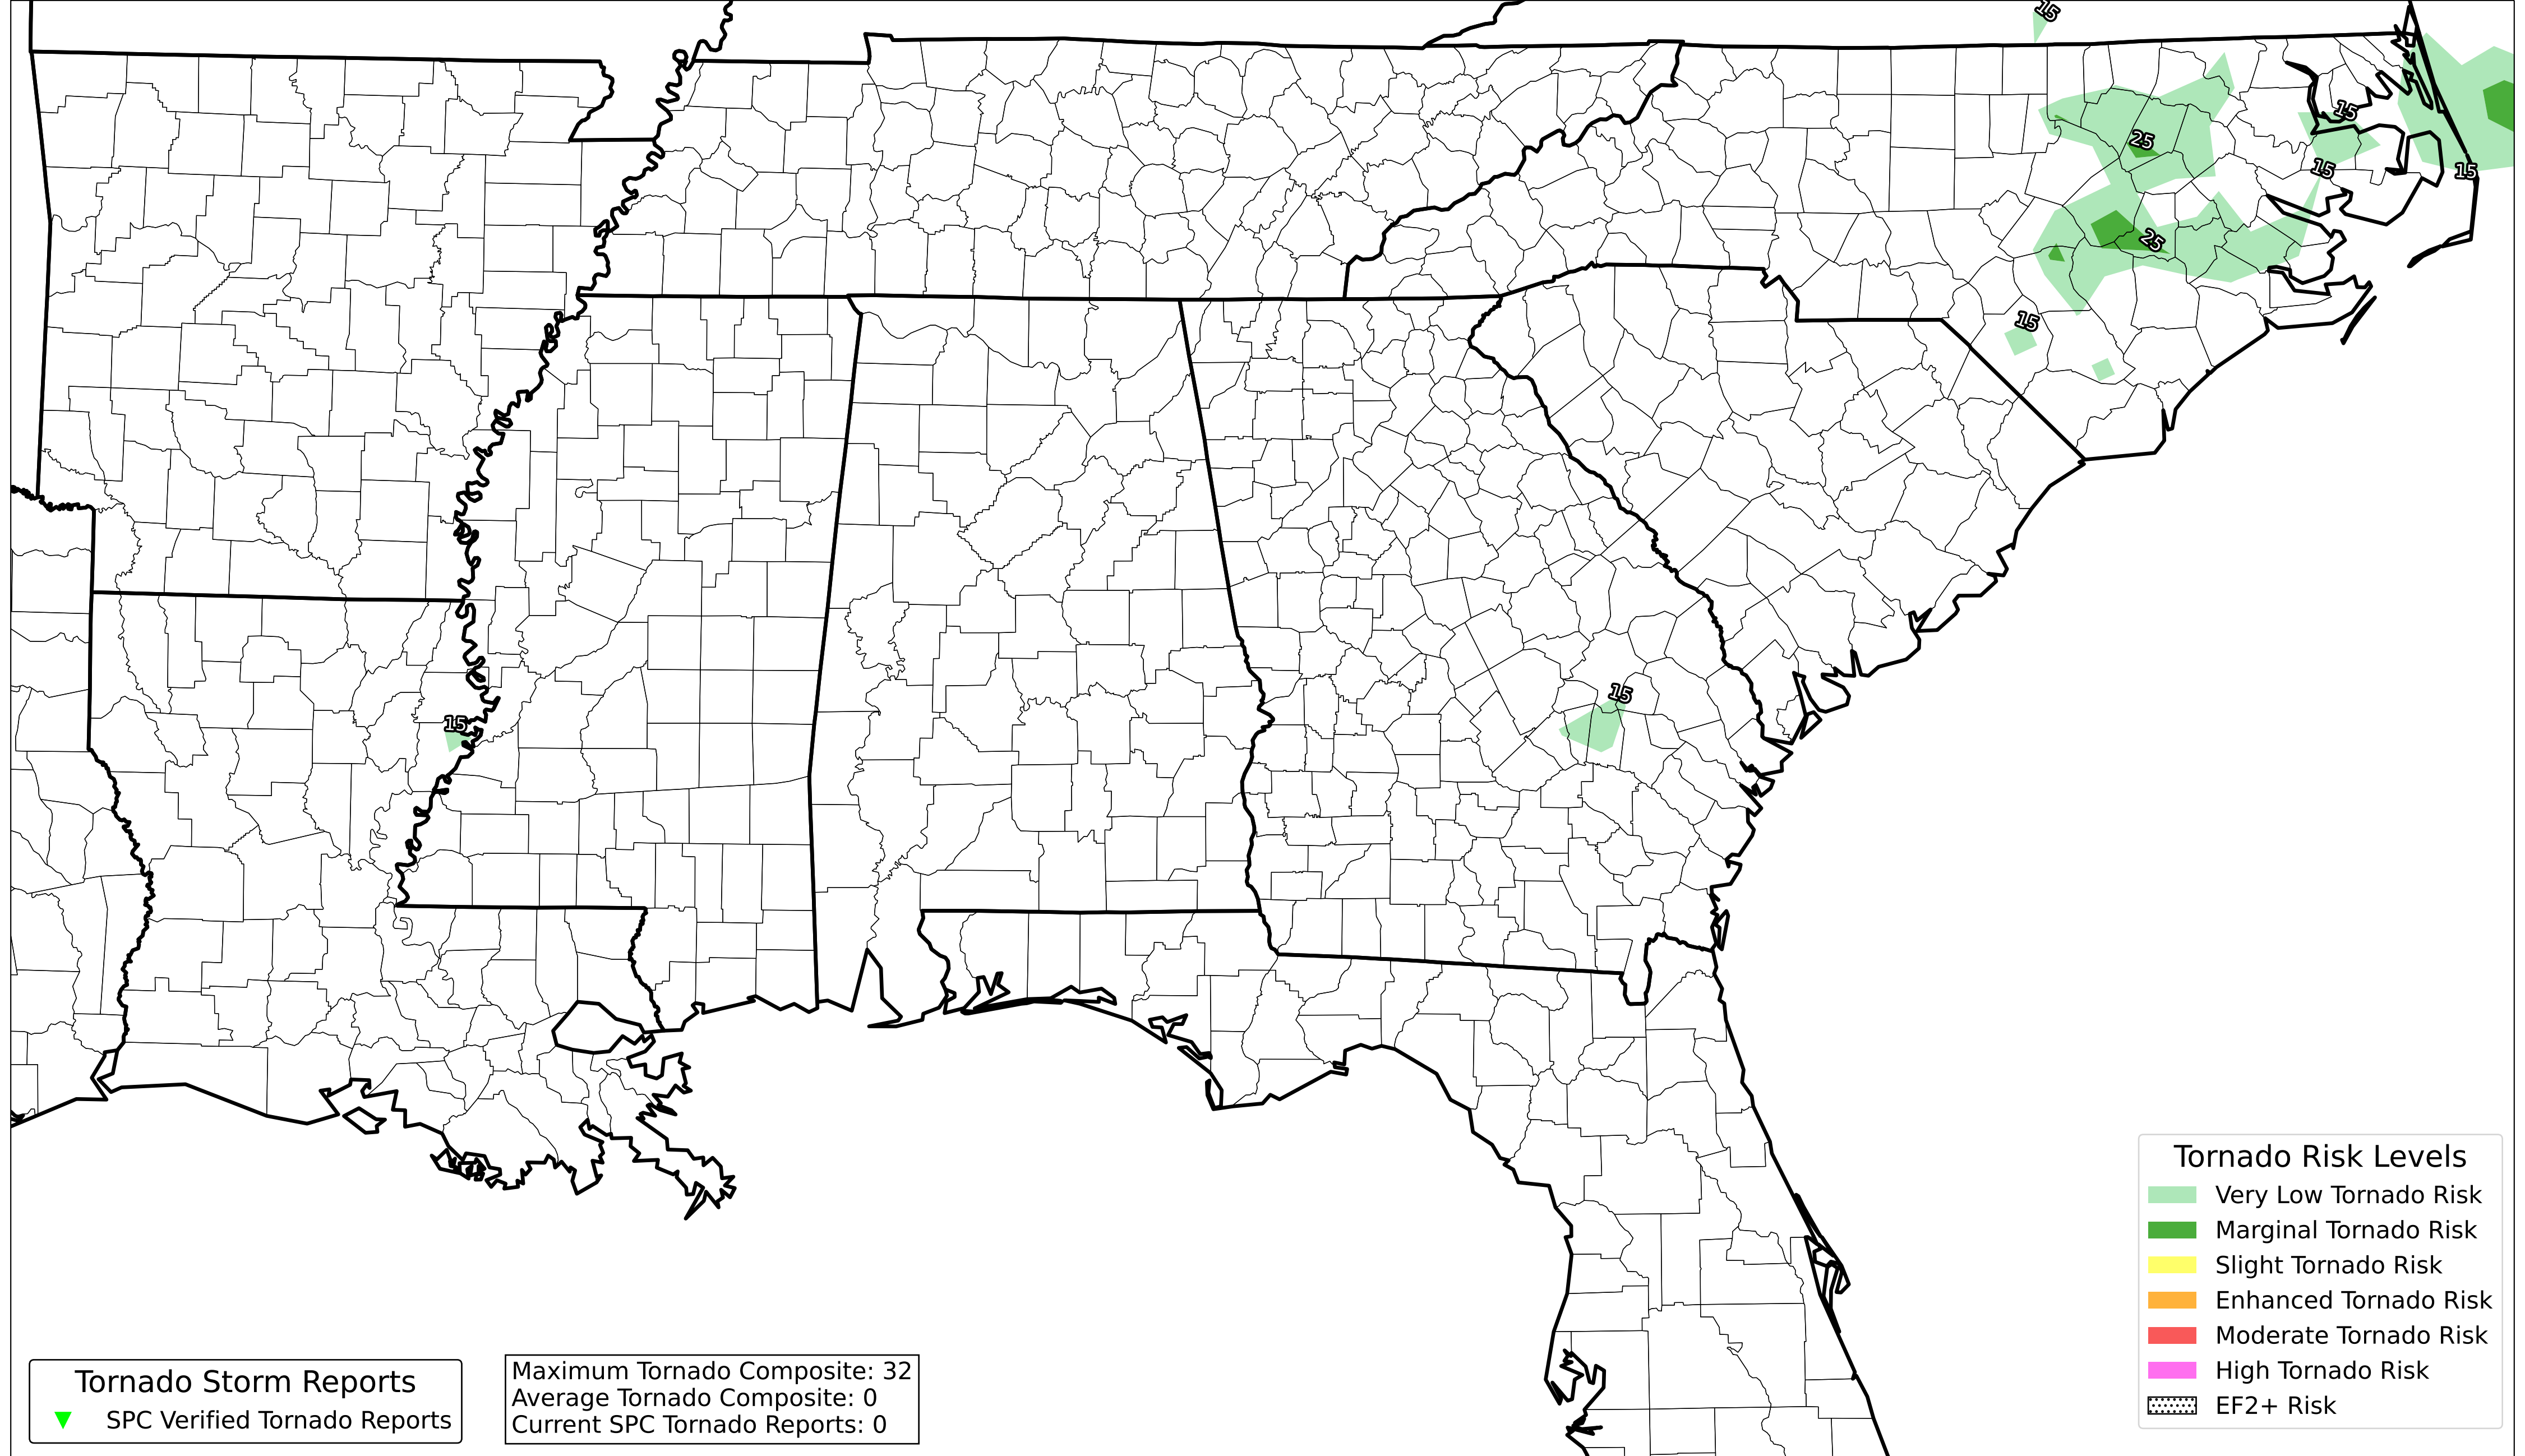 15
15
25
15
15
25
15
15
15
Tornado Risk Levels
Very Low Tornado Risk
Marginal Tornado Risk
Slight Tornado Risk
Enhanced Tornado Risk
Moderate Tornado Risk
High Tornado Risk
EF2+ Risk
Tornado Storm Reports
SPC Verified Tornado Reports
Maximum Tornado Composite: 32
Average Tornado Composite: 0
Current SPC Tornado Reports: 0